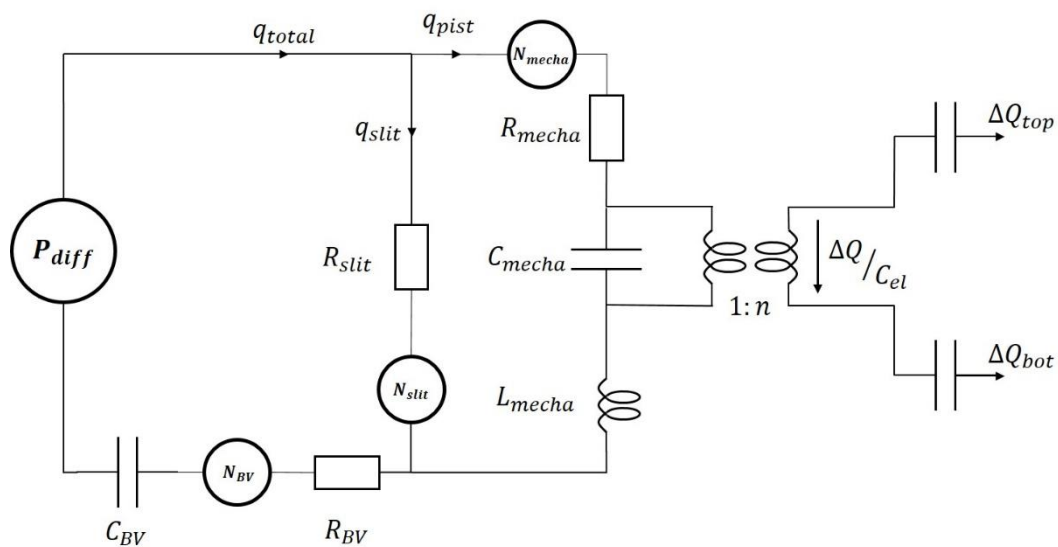 q_total
q_pist
N_mecha
R_mecha
ΔQ_top
q_slit
P_diff
R_slit
C_mecha
ΔQ/C_el
1: n
N_slit
L_mecha
ΔQ_bot
N_BV
C_BV
R_BV